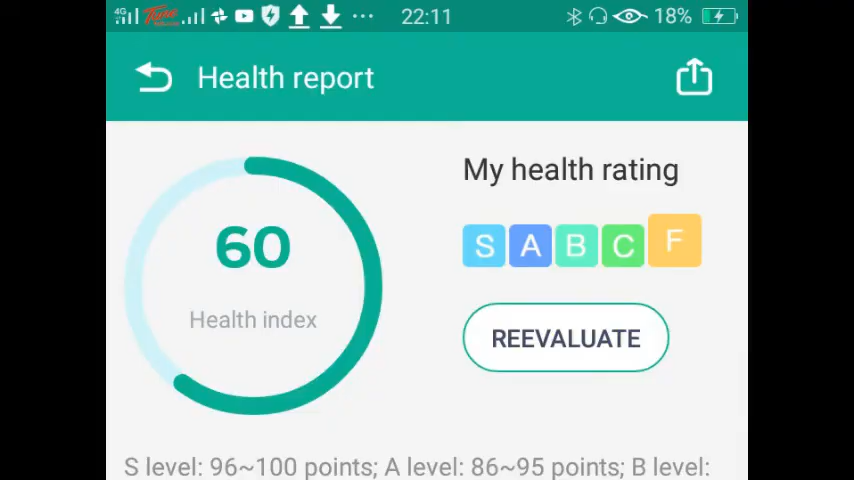 4G 22:11 18%
Health report
My health rating
60
S A B C F
Health index
REEVALUATE
S level: 96~100 points; A level: 86~95 points; B level: